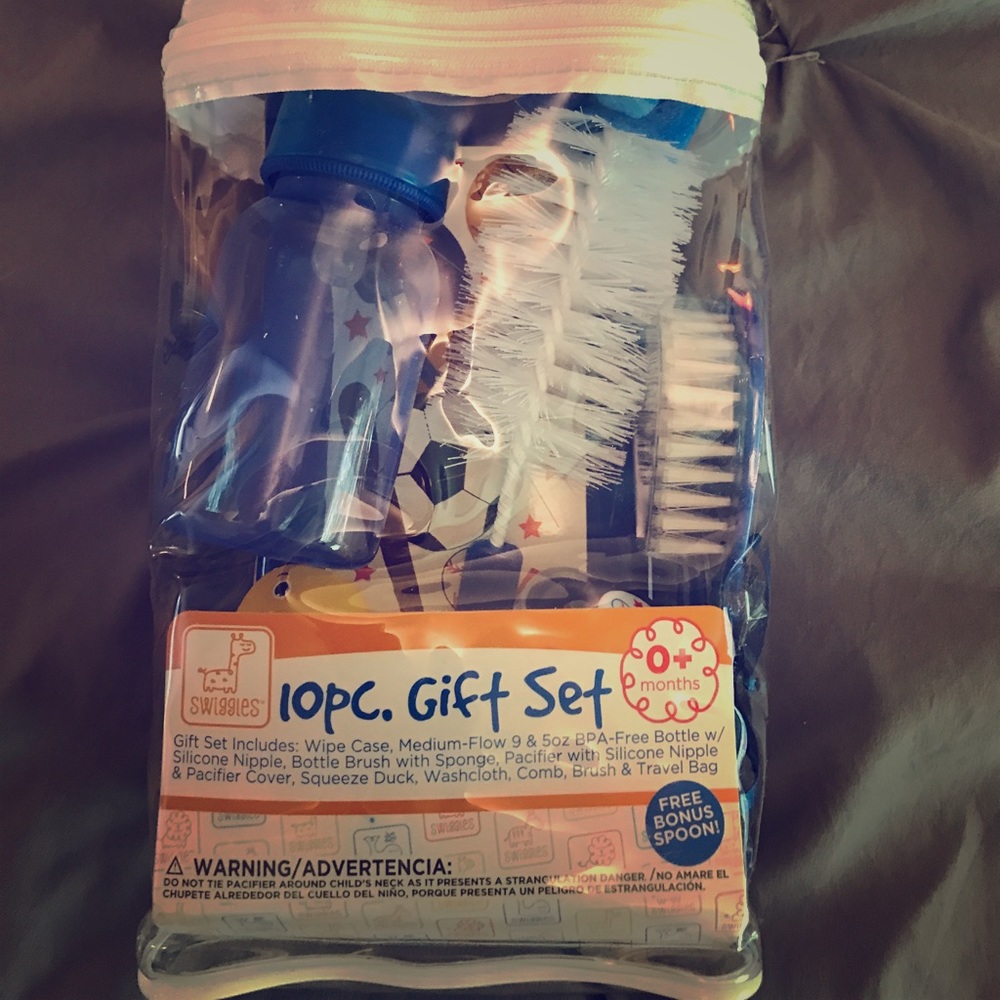 swiggles
10pc. Gift Set
0+
months
Gift Set Includes: Wipe Case, Medium-Flow 9 & 5oz BPA-Free Bottle w/
Silicone Nipple, Bottle Brush with Sponge, Pacifier with Silicone Nipple
& Pacifier Cover, Squeeze Duck, Washcloth, Comb, Brush & Travel Bag
FREE
BONUS
SPOON!
WARNING/ADVERTENCIA:
DO NOT TIE PACIFIER AROUND CHILD'S NECK AS IT PRESENTS A STRANGULATION DANGER. /NO AMARE EL
CHUPETE ALREDEDOR DEL CUELLO DEL NIÑO, PORQUE PRESENTA UN PELIGRO DE ESTRANGULACIÓN.